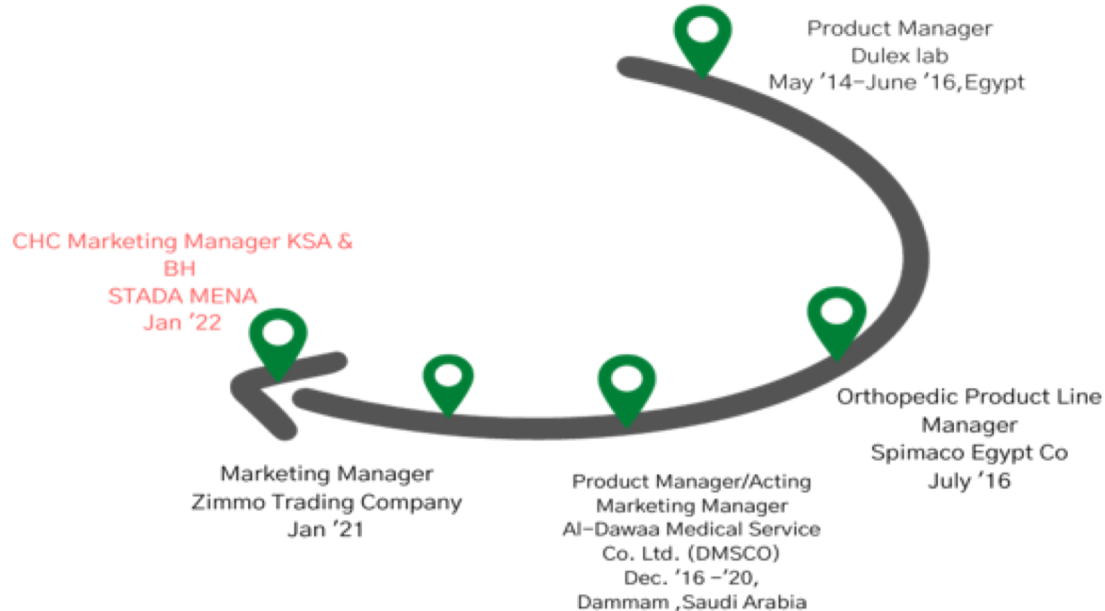 Product Manager
Dulex lab
May '14-June '16,Egypt
Orthopedic Product Line
Manager
Spimaco Egypt Co
July '16
Product Manager/Acting
Marketing Manager
Al-Dawaa Medical Service
Co. Ltd. (DMSCO)
Dec. '16 -'20,
Dammam ,Saudi Arabia
Marketing Manager
Zimmo Trading Company
Jan '21
CHC Marketing Manager KSA &
BH
STADA MENA
Jan '22